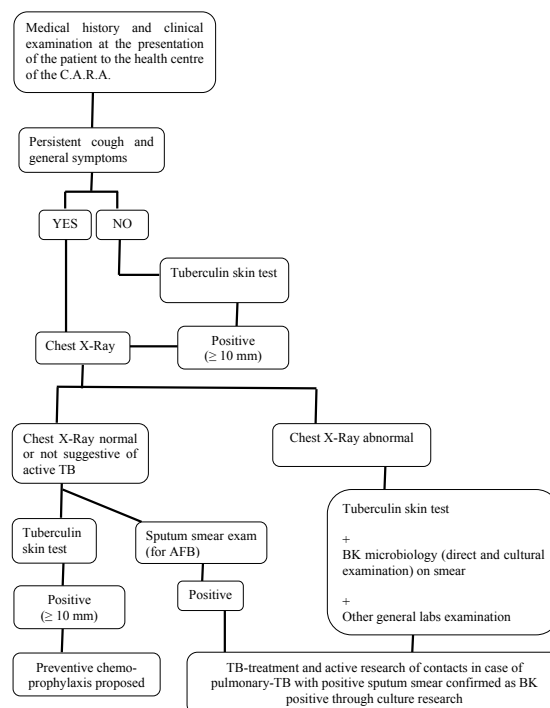 Medical history and clinical
examination at the presentation
of the patient to the health centre
of the C.A.R.A.
Persistent cough and
general symptoms
YES
NO
Tuberculin skin test
Chest X-Ray
Positive
(≥ 10 mm)
Chest X-Ray normal
or not suggestive of
active TB
Chest X-Ray abnormal
Tuberculin
skin test
Sputum smear exam
(for AFB)
Tuberculin skin test
+
BK microbiology (direct and cultural
examination) on smear
+
Other general labs examination
Positive
(≥ 10 mm)
Positive
Preventive chemo-
prophylaxis proposed
TB-treatment and active research of contacts in case of
pulmonary-TB with positive sputum smear confirmed as BK
positive through culture research